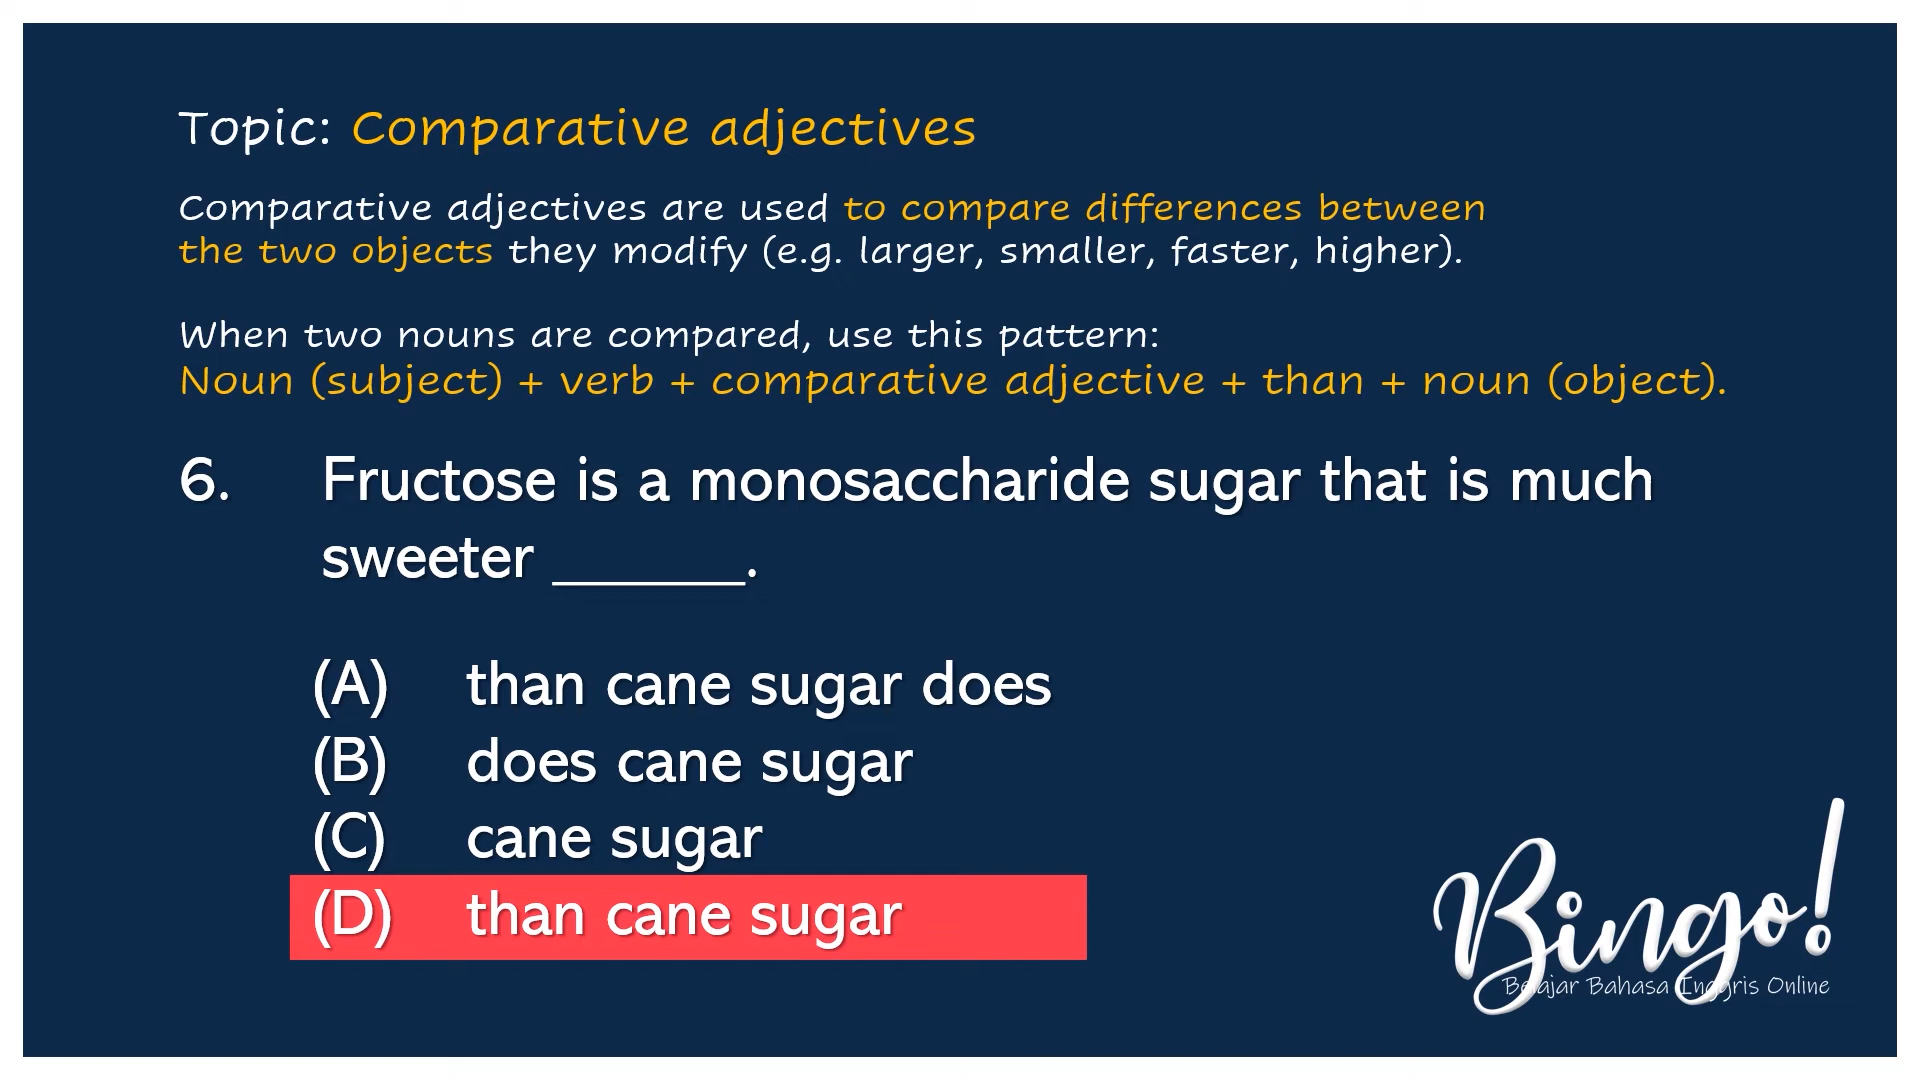 Topic: Comparative adjectives
Comparative adjectives are used to compare differences between
the two objects they modify (e.g. larger, smaller, faster, higher).
When two nouns are compared, use this pattern:
Noun (subject) + verb + comparative adjective + than + noun (object).
6. Fructose is a monosaccharide sugar that is much
sweeter _______.
(A) than cane sugar does
(B) does cane sugar
(C) cane sugar
(D) than cane sugar
Bingo!
Belajar Bahasa Inggris Online